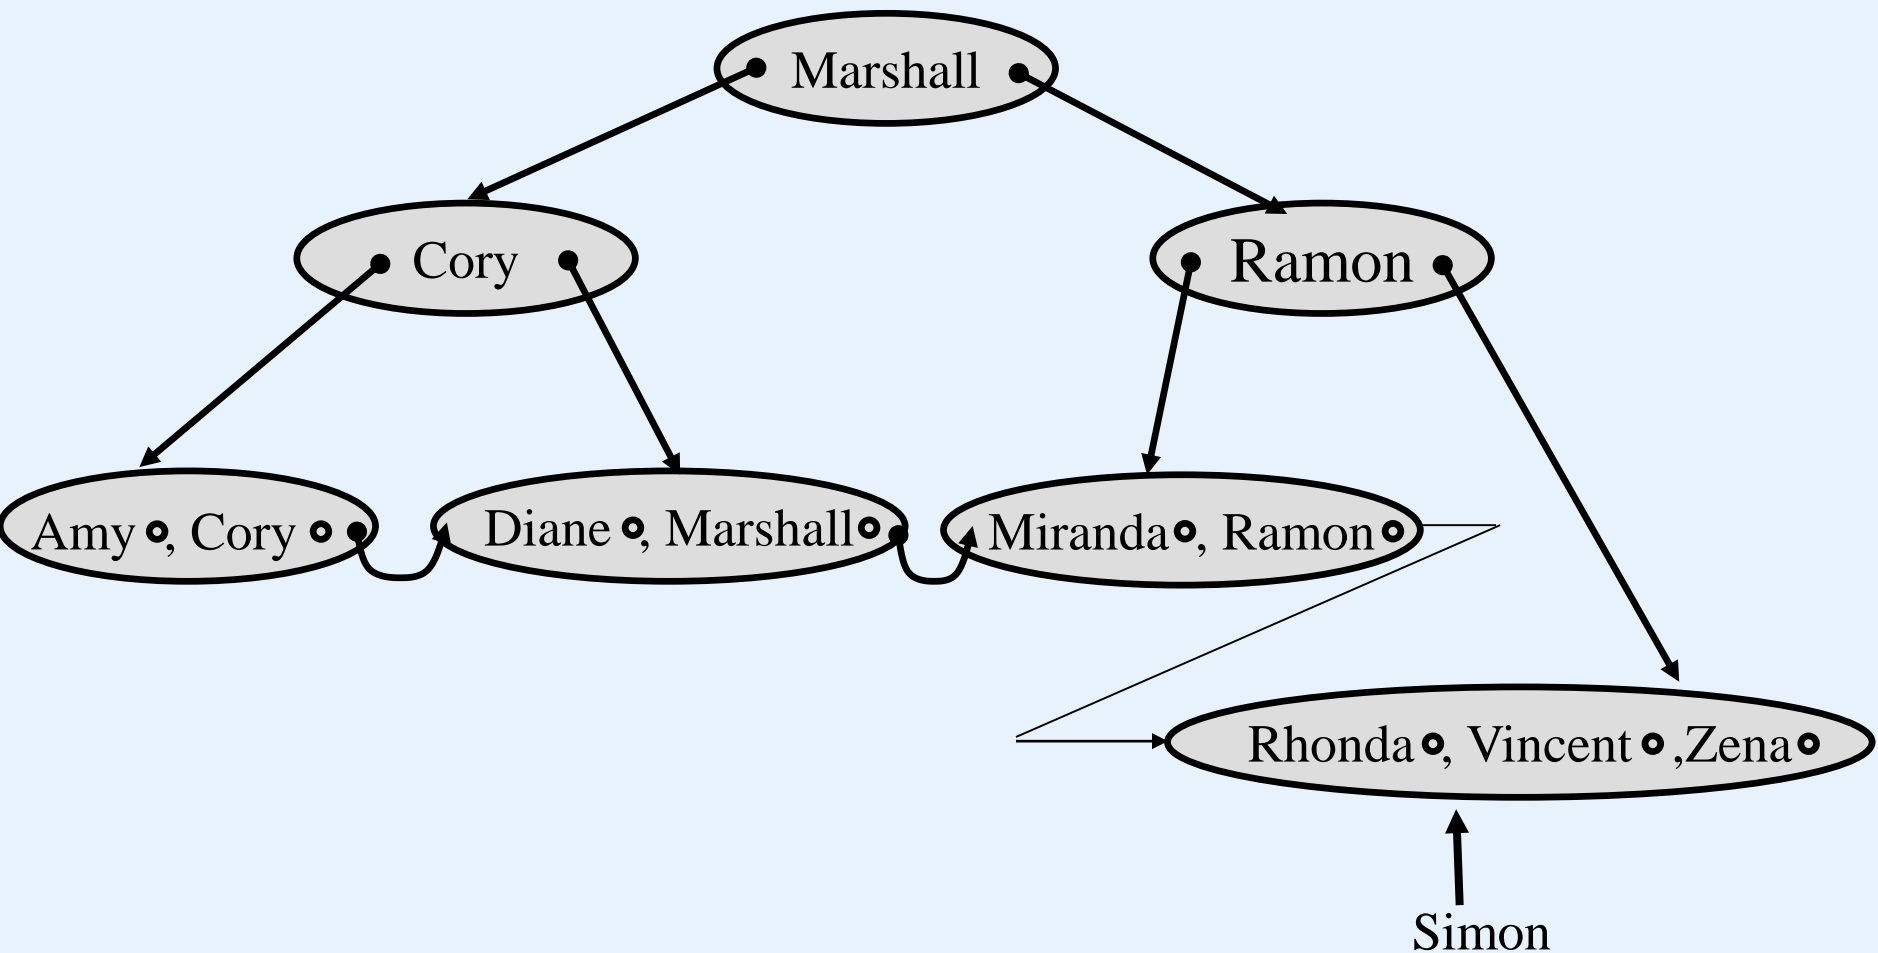 Marshall
Cory
Ramon
Amy , Cory
Diane , Marshall
Miranda , Ramon
Rhonda , Vincent ,Zena
Simon